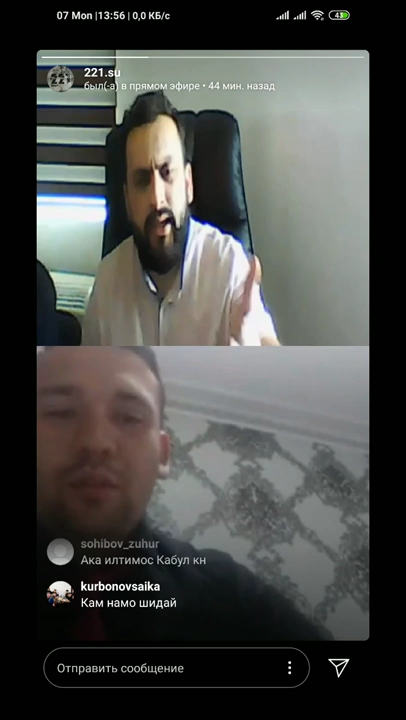 07 Mon |13:56 | 0,0 КБ/с
43
221.su
был(-а) в прямом эфире • 44 мин. назад
sohibov_zuhur
Ака илтимос Кабул кн
kurbonovsaika
Кам намо шидай
Отправить сообщение